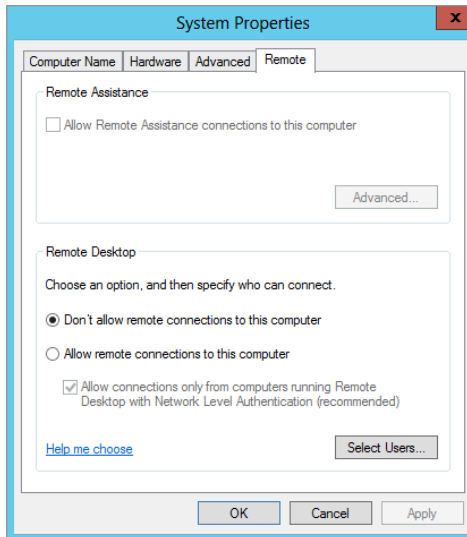 System Properties
x
Computer Name Hardware Advanced Remote
Remote Assistance
Allow Remote Assistance connections to this computer
Advanced...
Remote Desktop
Choose an option, and then specify who can connect.
Don't allow remote connections to this computer
Allow remote connections to this computer
Allow connections only from computers running Remote
Desktop with Network Level Authentication (recommended)
Help me choose Select Users...
OK Cancel Apply